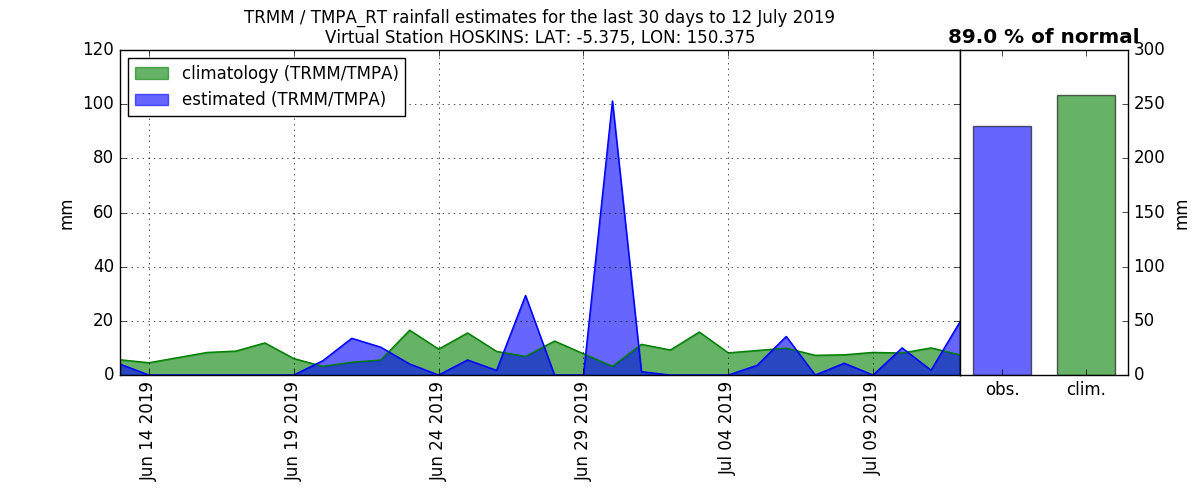 TRMM / TMPA_RT rainfall estimates for the last 30 days to 12 July 2019
Virtual Station HOSKINS: LAT: -5.375, LON: 150.375
89.0 % of normal
climatology (TRMM/TMPA)
estimated (TRMM/TMPA)
120
100
80
60
40
20
0
mm
Jun 14 2019
Jun 19 2019
Jun 24 2019
Jun 29 2019
Jul 04 2019
Jul 09 2019
300
250
200
150
100
50
0
mm
obs.
clim.